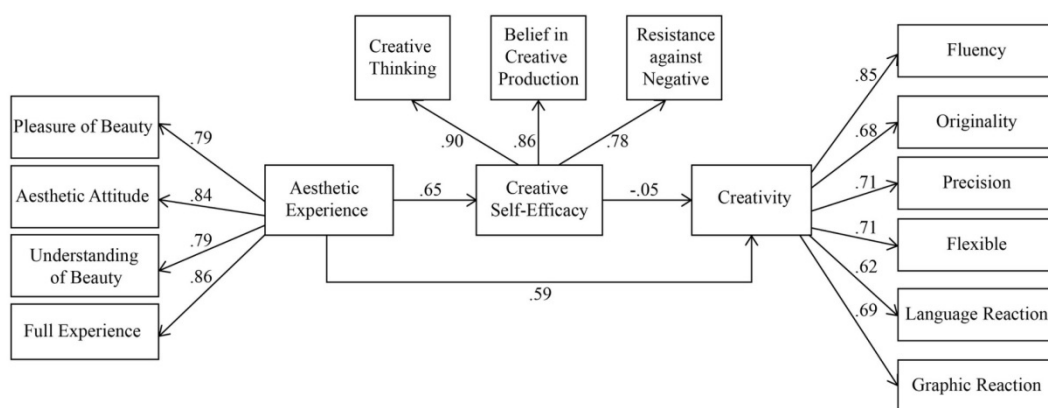 Creative
Thinking
Belief in
Creative
Production
Resistance
against
Negative
Fluency
.85
Pleasure of Beauty
.79
.90
.86
.78
.68
Originality
Aesthetic Attitude
.84
Aesthetic
Experience
.65
Creative
Self-Efficacy
-.05
Creativity
.71
Precision
.71
Flexible
Understanding
of Beauty
.79
.86
.59
.62
Language Reaction
Full Experience
.69
Graphic Reaction